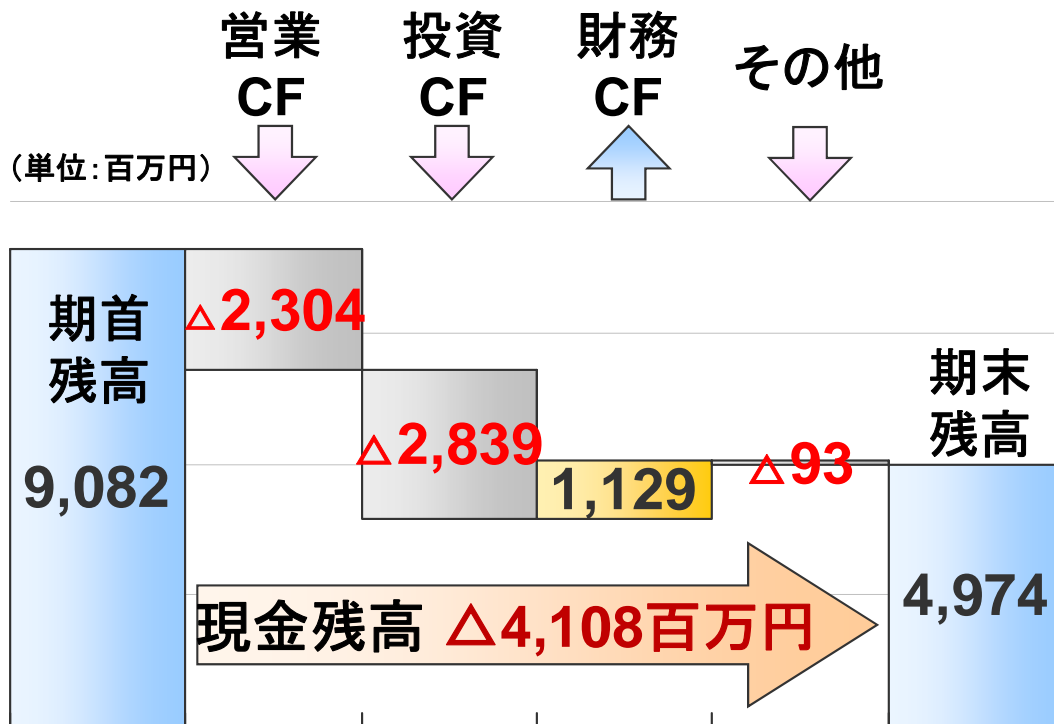 営業
CF
投資
CF
財務
CF
その他
（単位：百万円）
期首
残高
9,082
△2,304
△2,839
1,129
△93
期末
残高
4,974
現金残高 △4,108百万円